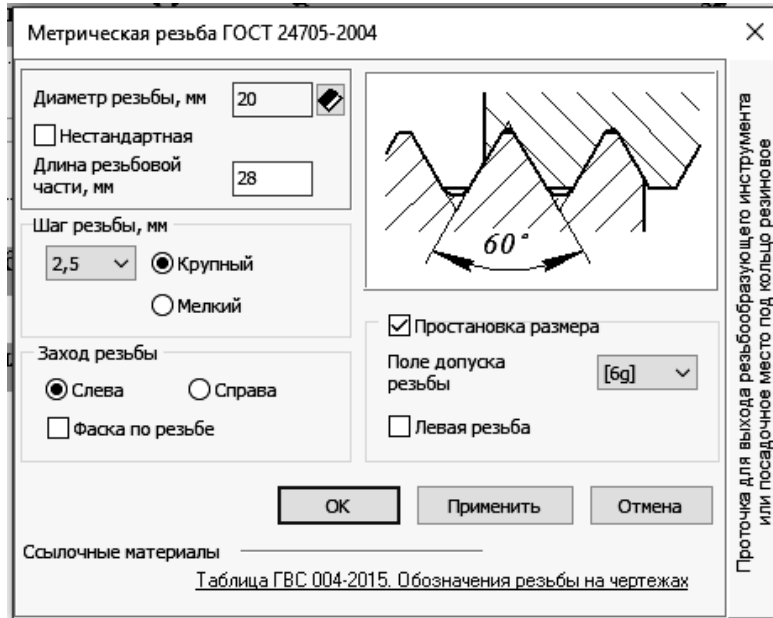 Метрическая резьба ГОСТ 24705-2004
Диаметр резьбы, мм 20
Нестандартная
Длина резьбовой
части, мм 28
Шаг резьбы, мм
2,5 Крупный
Мелкий
Заход резьбы
Слева Справа
Фаска по резьбе
60°
Простановка размера
Поле допуска
резьбы [6g]
Левая резьба
ОК Применить Отмена
Ссылочные материалы
Таблица ГВС 004-2015. Обозначения резьбы на чертежах
Проточка для выхода резьбообразующего инструмента
или посадочное место под кольцо резиновое